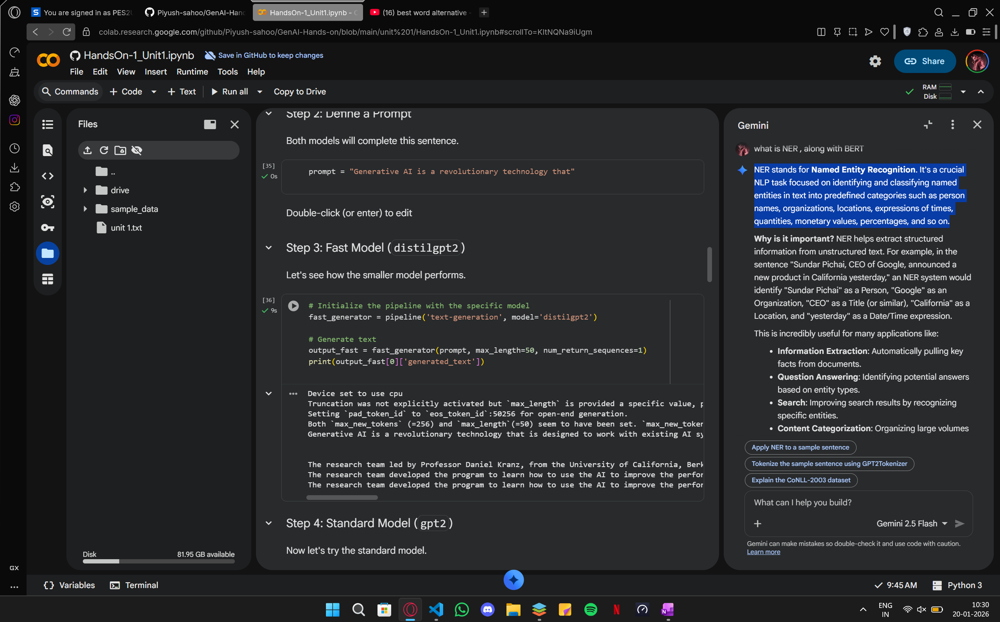 You are signed in as PES2U
Piyush-sahoo/GenAI-Hand
HandsOn-1_Unit1.ipynb - C
(16) best word alternative -
colab.research.google.com/github/Piyush-sahoo/GenAI-Hands-on/blob/main/unit%201/HandsOn-1_Unit1.ipynb#scrollTo=KltNQNa9iUgm
HandsOn-1_Unit1.ipynb
Save in GitHub to keep changes
File Edit View Insert Runtime Tools Help
Share
Commands + Code + Text Run all Copy to Drive
RAM
Disk
Files
..
drive
sample_data
unit 1.txt
Disk 81.95 GB available
Step 2: Define a Prompt
Both models will complete this sentence.
[35]
0s
prompt = "Generative AI is a revolutionary technology that"
Double-click (or enter) to edit
Step 3: Fast Model (distilgpt2)
Let's see how the smaller model performs.
[36]
9s
# Initialize the pipeline with the specific model
fast_generator = pipeline('text-generation', model='distilgpt2')
# Generate text
output_fast = fast_generator(prompt, max_length=50, num_return_sequences=1)
print(output_fast[0]['generated_text'])
Device set to use cpu
Truncation was not explicitly activated but `max_length` is provided a specific value, p
Setting `pad_token_id` to `eos_token_id`:50256 for open-end generation.
Both `max_new_tokens` (=256) and `max_length`(=50) seem to have been set. `max_new_token
Generative AI is a revolutionary technology that is designed to work with existing AI sy
The research team led by Professor Daniel Kranz, from the University of California, Berk
The research team developed the program to learn how to use the AI to improve the perfor
The research team developed the program to learn how to use the AI to improve the perfor
Step 4: Standard Model (gpt2)
Now let's try the standard model.
Gemini
what is NER , along with BERT
NER stands for Named Entity Recognition. It's a crucial
NLP task focused on identifying and classifying named
entities in text into predefined categories such as person
names, organizations, locations, expressions of times,
quantities, monetary values, percentages, and so on.
Why is it important? NER helps extract structured
information from unstructured text. For example, in the
sentence "Sundar Pichai, CEO of Google, announced a
new product in California yesterday," an NER system would
identify "Sundar Pichai" as a Person, "Google" as an
Organization, "CEO" as a Title (or similar), "California" as a
Location, and "yesterday" as a Date/Time expression.
This is incredibly useful for many applications like:
• Information Extraction: Automatically pulling key
facts from documents.
• Question Answering: Identifying potential answers
based on entity types.
• Search: Improving search results by recognizing
specific entities.
• Content Categorization: Organizing large volumes
Apply NER to a sample sentence
Tokenize the sample sentence using GPT2Tokenizer
Explain the CoNLL-2003 dataset
What can I help you build?
Gemini 2.5 Flash
Gemini can make mistakes so double-check it and use code with caution.
Learn more
GX
Variables Terminal
9:45 AM Python 3
ENG
IN
10:30
20-01-2026